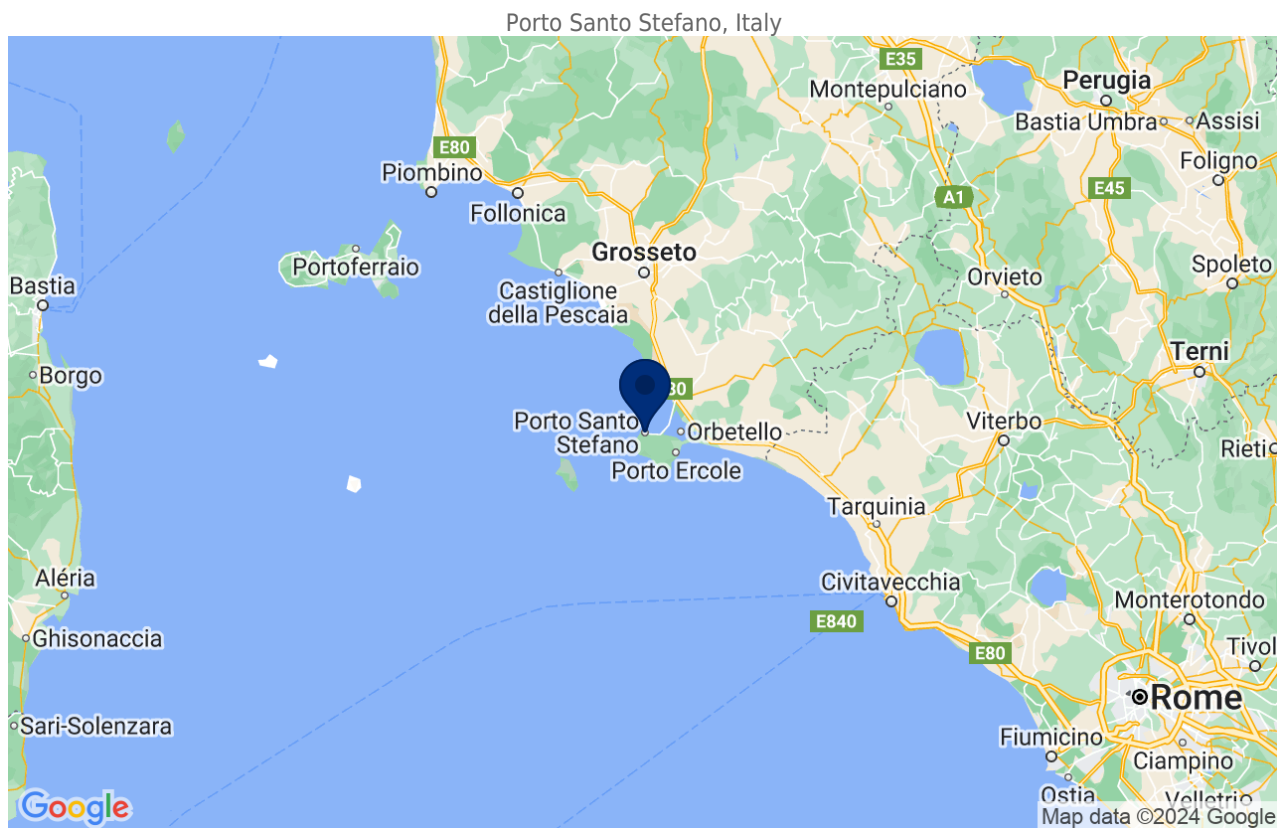 Porto Santo Stefano, Italy
E35
Perugia
Montepulciano
Bastia Umbra
Assisi
E80
Foligno
Piombino
E45
A1
Follonica
Grosseto
Portoferraio
Spoleto
Orvieto
Bastia
Castiglione
della Pescaia
Terni
Borgo
30
Porto Santo
Stefano
Orbetello
Viterbo
Rieti
Porto Ercole
Tarquinia
Aléria
Civitavecchia
Monterotondo
E840
Ghisonaccia
E80
Tivol
Rome
Sari-Solenzara
Fiumicino
Ciampino
Ostia
Velletri
Google
Map data ©2024 Google